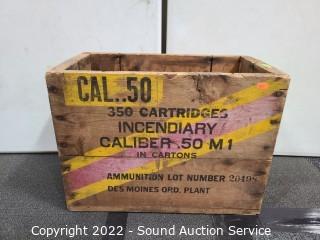 CAL..50
350 CARTRIDGES
INCENDIARY
CALIBER .50 M1
IN CARTONS
AMMUNITION LOT NUMBER 20498
DES MOINES ORD. PLANT
Copyright 2022 - Sound Auction Service